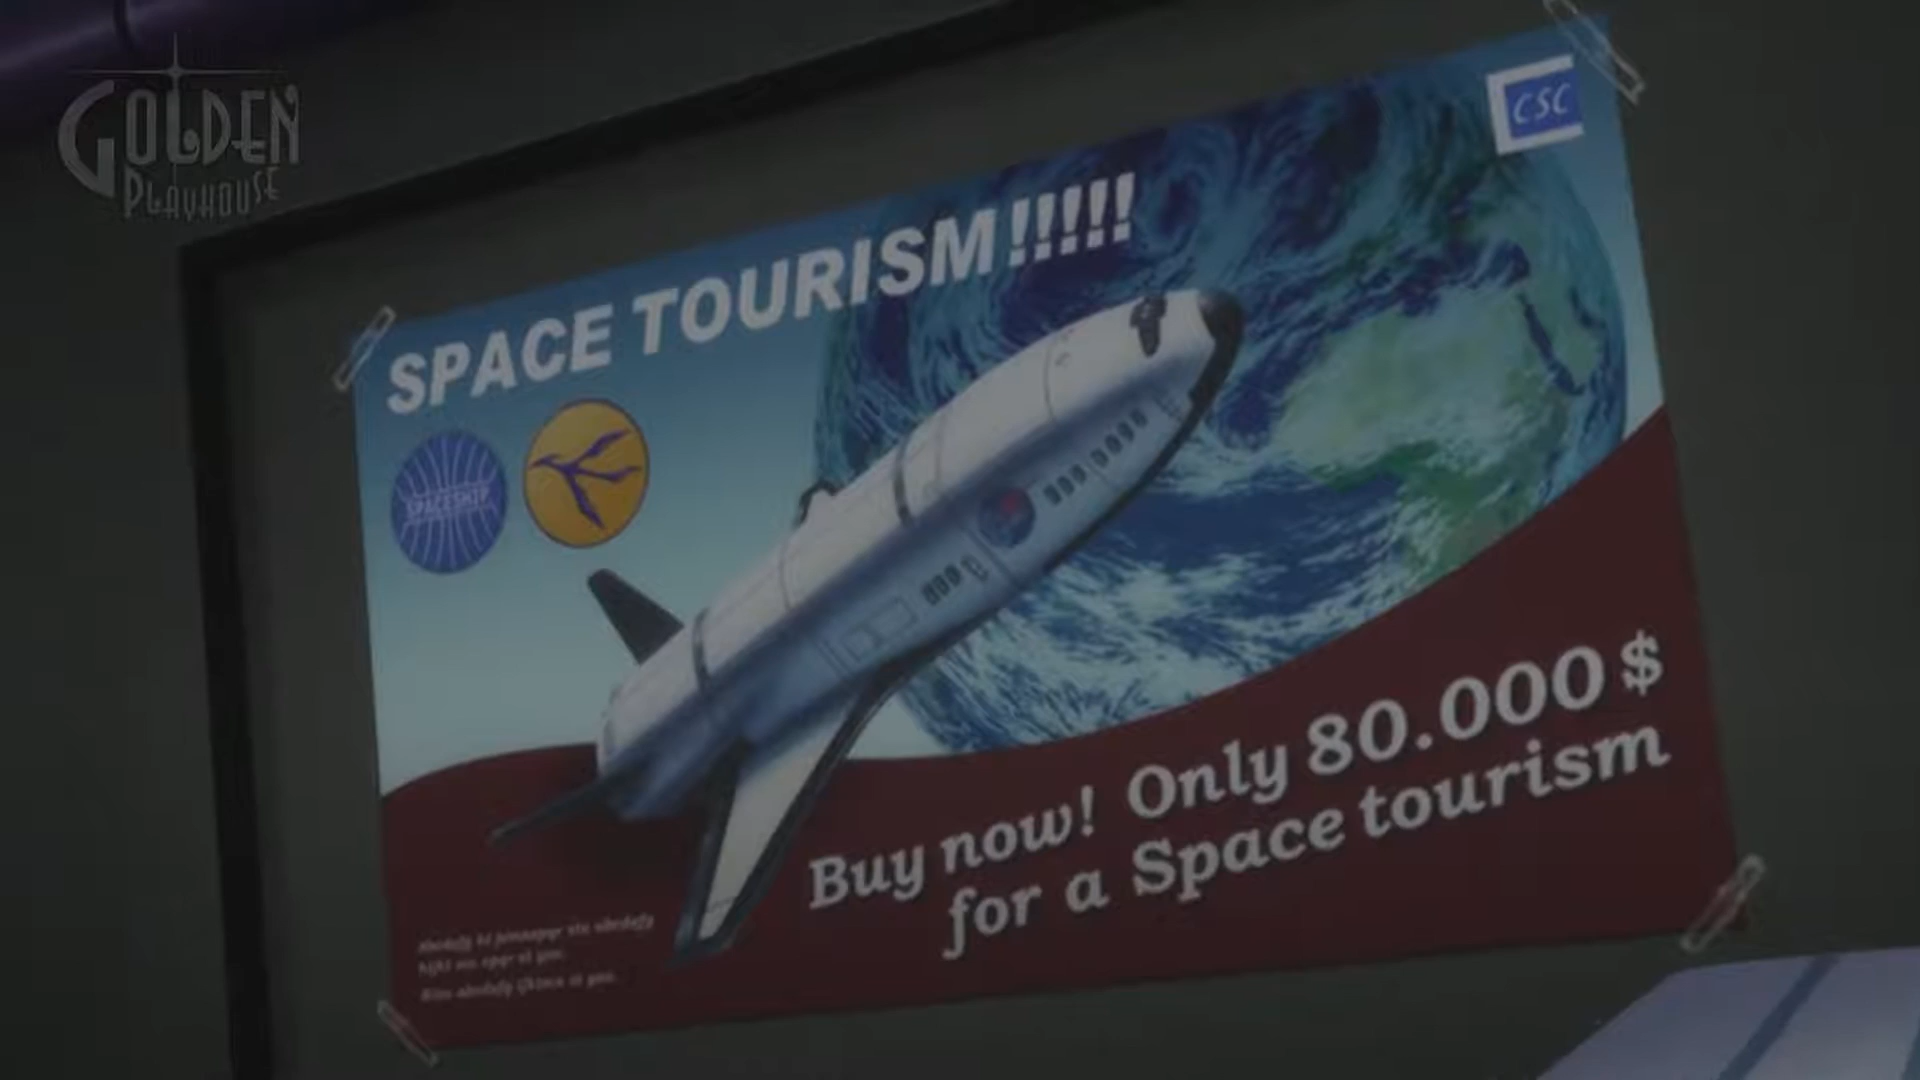 GOLDEN
PLAYHOUSE
CSC
SPACE TOURISM!!!!!
SPACESHIP
Buy now! Only 80.000 $
for a Space tourism